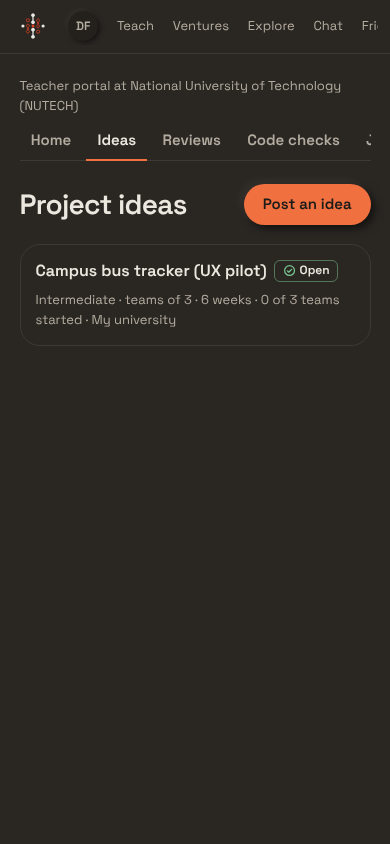 DF Teach Ventures Explore Chat
Teacher portal at National University of Technology
(NUTECH)
Home Ideas Reviews Code checks
Project ideas
Post an idea
Campus bus tracker (UX pilot) Open
Intermediate · teams of 3 · 6 weeks · 0 of 3 teams
started · My university